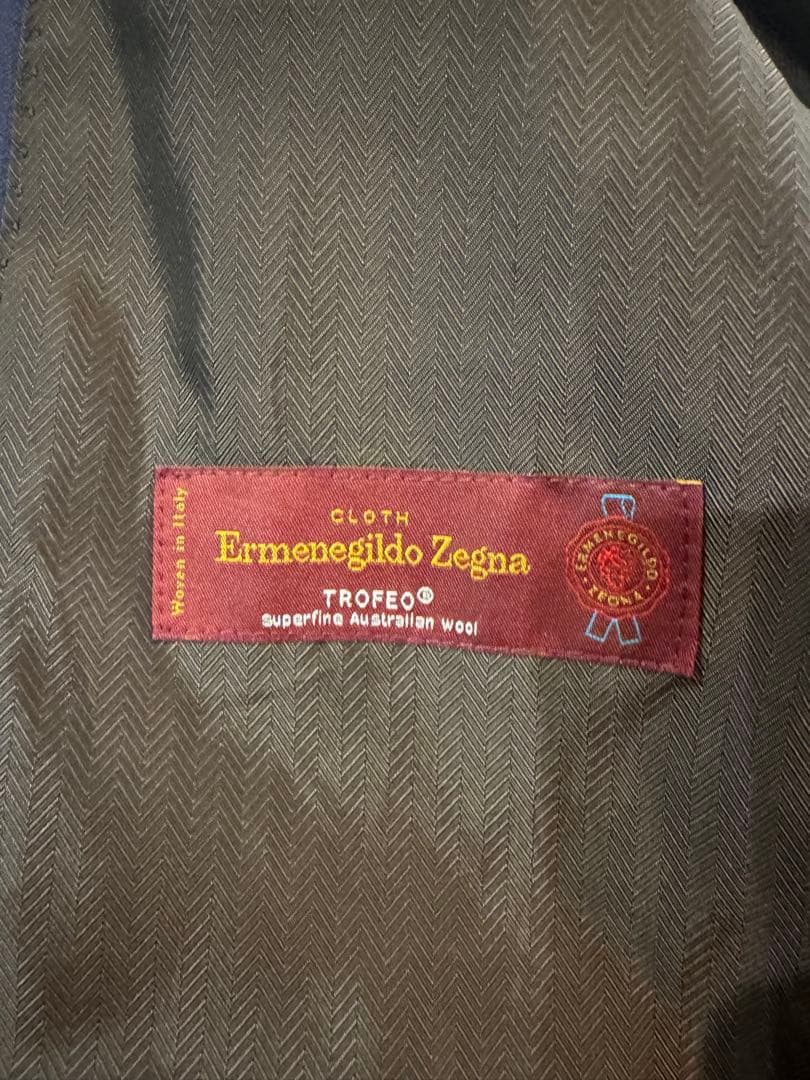 Woven in Italy
CLOTH
Ermenegildo Zegna
TROFEO®
superfine Australian Wool
ERMENEGILDO
ZEGNA